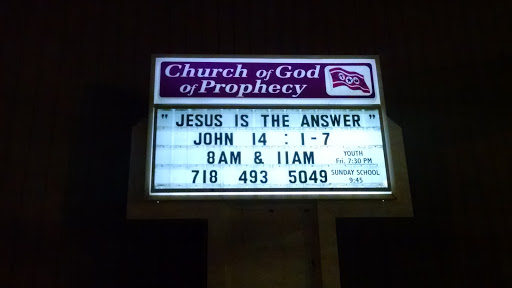 Church of God
of Prophecy
" JESUS IS THE ANSWER "
JOHN 14 : 1-7
8AM & 11AM
YOUTH
Fri. 7:30 PM
718 493 5049
SUNDAY SCHOOL
9:45